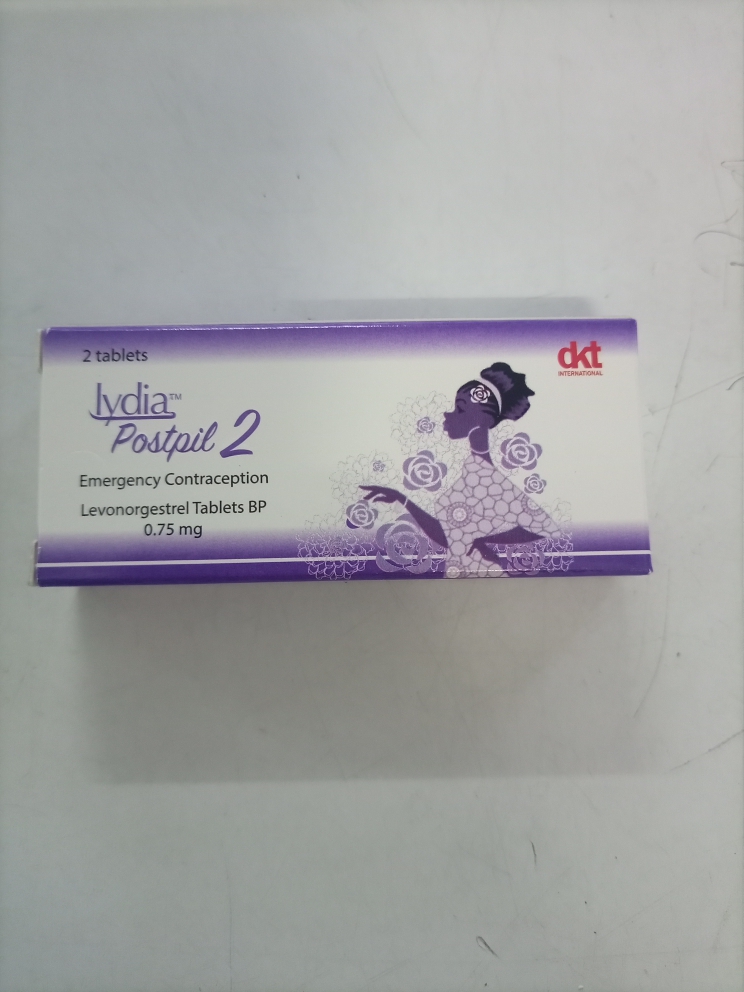 2 tablets
lydia™
Postpil 2
Emergency Contraception
Levonorgestrel Tablets BP
0.75 mg
dkt
INTERNATIONAL